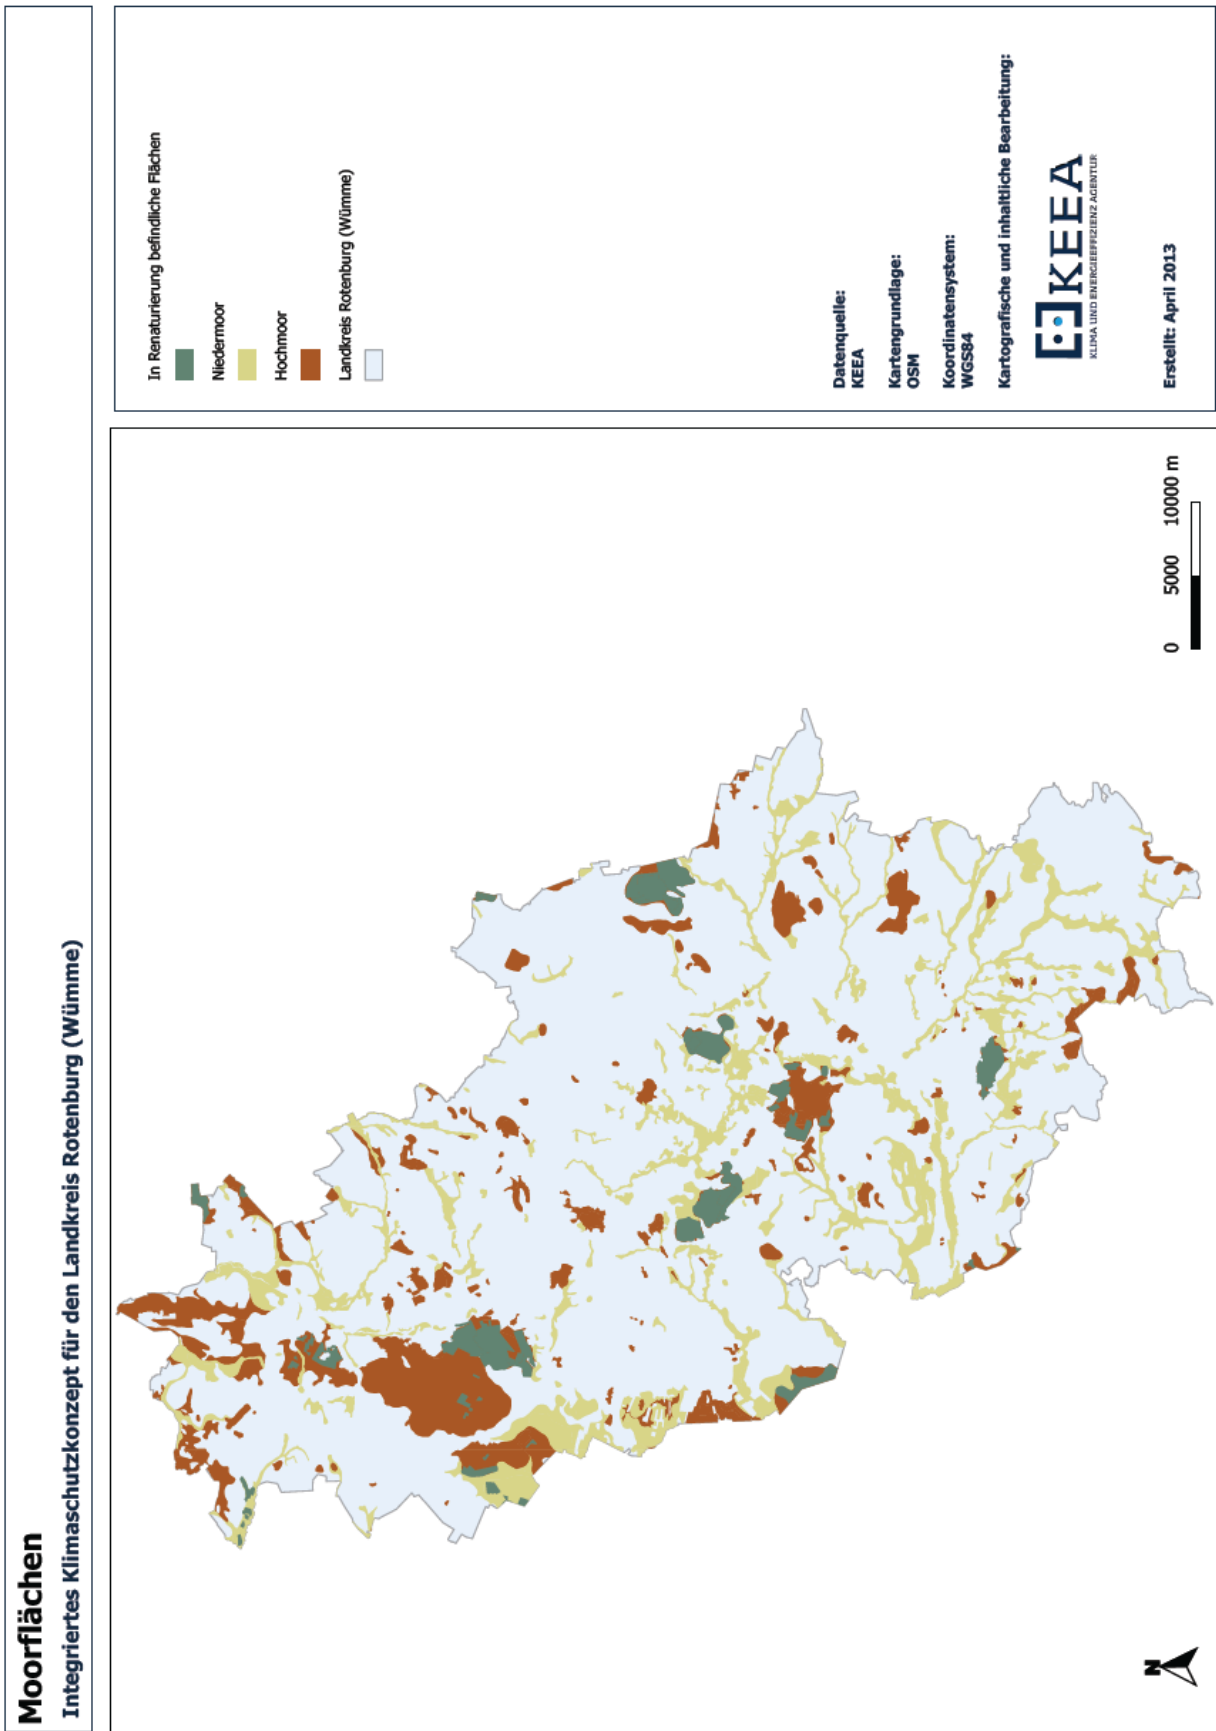 Moorflächen
Integriertes Klimaschutzkonzept für den Landkreis Rotenburg (Wümme)
In Renaturierung befindliche Flächen
Niedermoor
Hochmoor
Landkreis Rotenburg (Wümme)
Datenquelle:
KEEA
Kartengrundlage:
OSM
Koordinatensystem:
WGS84
Kartografische und inhaltliche Bearbeitung:
KEEA
KLIMA UND ENERGIEEFFIZIENZ AGENTUR
Erstellt: April 2013
N
0 5000 10000 m